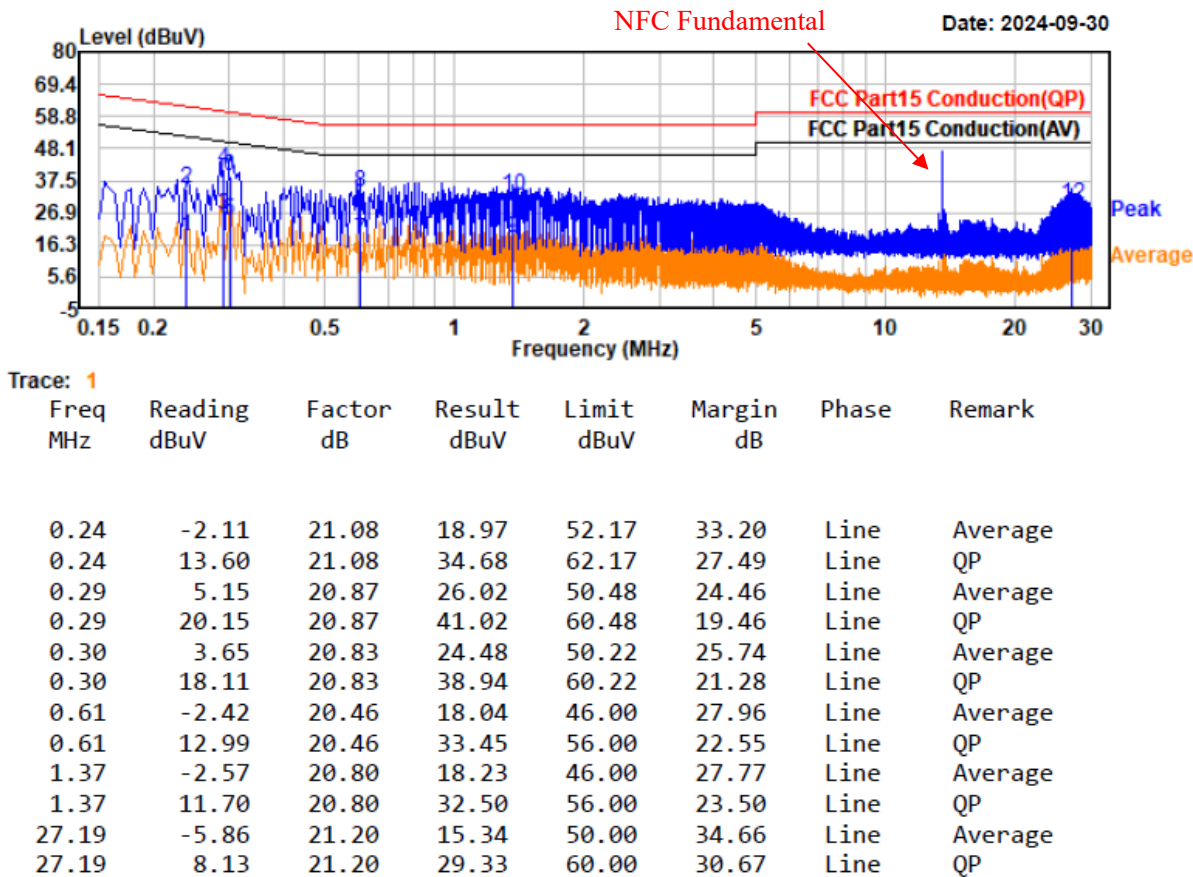 NFC Fundamental
Date: 2024-09-30
Level (dBuV)
80
69.4
58.8
48.1
37.5
26.9
16.3
5.6
-5
FCC Part15 Conduction(QP)
FCC Part15 Conduction(AV)
2
4
8
10
12
Peak
Average
0.15 0.2 0.5 1 2 5 10 20 30
Frequency (MHz)
Trace: 1
Freq Reading Factor Result Limit Margin Phase Remark
MHz dBuV dB dBuV dBuV dB
0.24 -2.11 21.08 18.97 52.17 33.20 Line Average
0.24 13.60 21.08 34.68 62.17 27.49 Line QP
0.29 5.15 20.87 26.02 50.48 24.46 Line Average
0.29 20.15 20.87 41.02 60.48 19.46 Line QP
0.30 3.65 20.83 24.48 50.22 25.74 Line Average
0.30 18.11 20.83 38.94 60.22 21.28 Line QP
0.61 -2.42 20.46 18.04 46.00 27.96 Line Average
0.61 12.99 20.46 33.45 56.00 22.55 Line QP
1.37 -2.57 20.80 18.23 46.00 27.77 Line Average
1.37 11.70 20.80 32.50 56.00 23.50 Line QP
27.19 -5.86 21.20 15.34 50.00 34.66 Line Average
27.19 8.13 21.20 29.33 60.00 30.67 Line QP